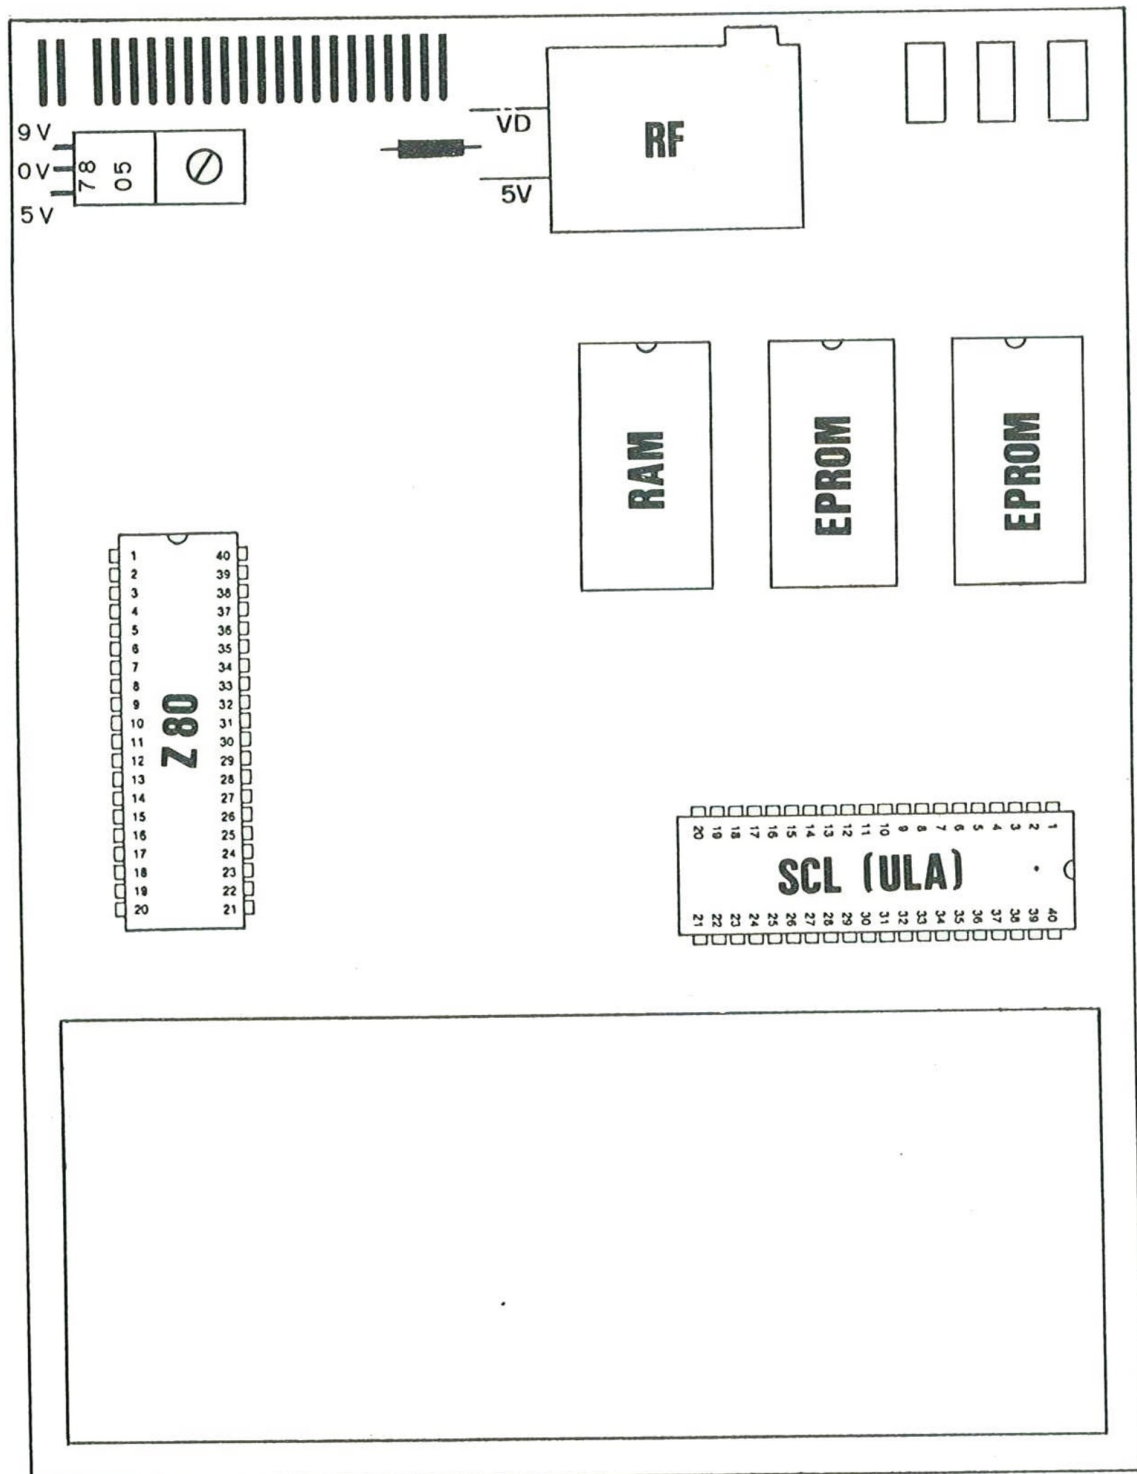 9V
0V
5V
78
05
VD
5V
RF
RAM
EPROM
EPROM
Z 80
1 40
2 39
3 38
4 37
5 36
6 35
7 34
8 33
9 32
10 31
11 30
12 29
13 28
14 27
15 26
16 25
17 24
18 23
19 22
20 21
20 19 18 17 16 15 14 13 12 11 10 9 8 7 6 5 4 3 2 1
SCL (ULA)
21 22 23 24 25 26 27 28 29 30 31 32 33 34 35 36 37 38 39 40